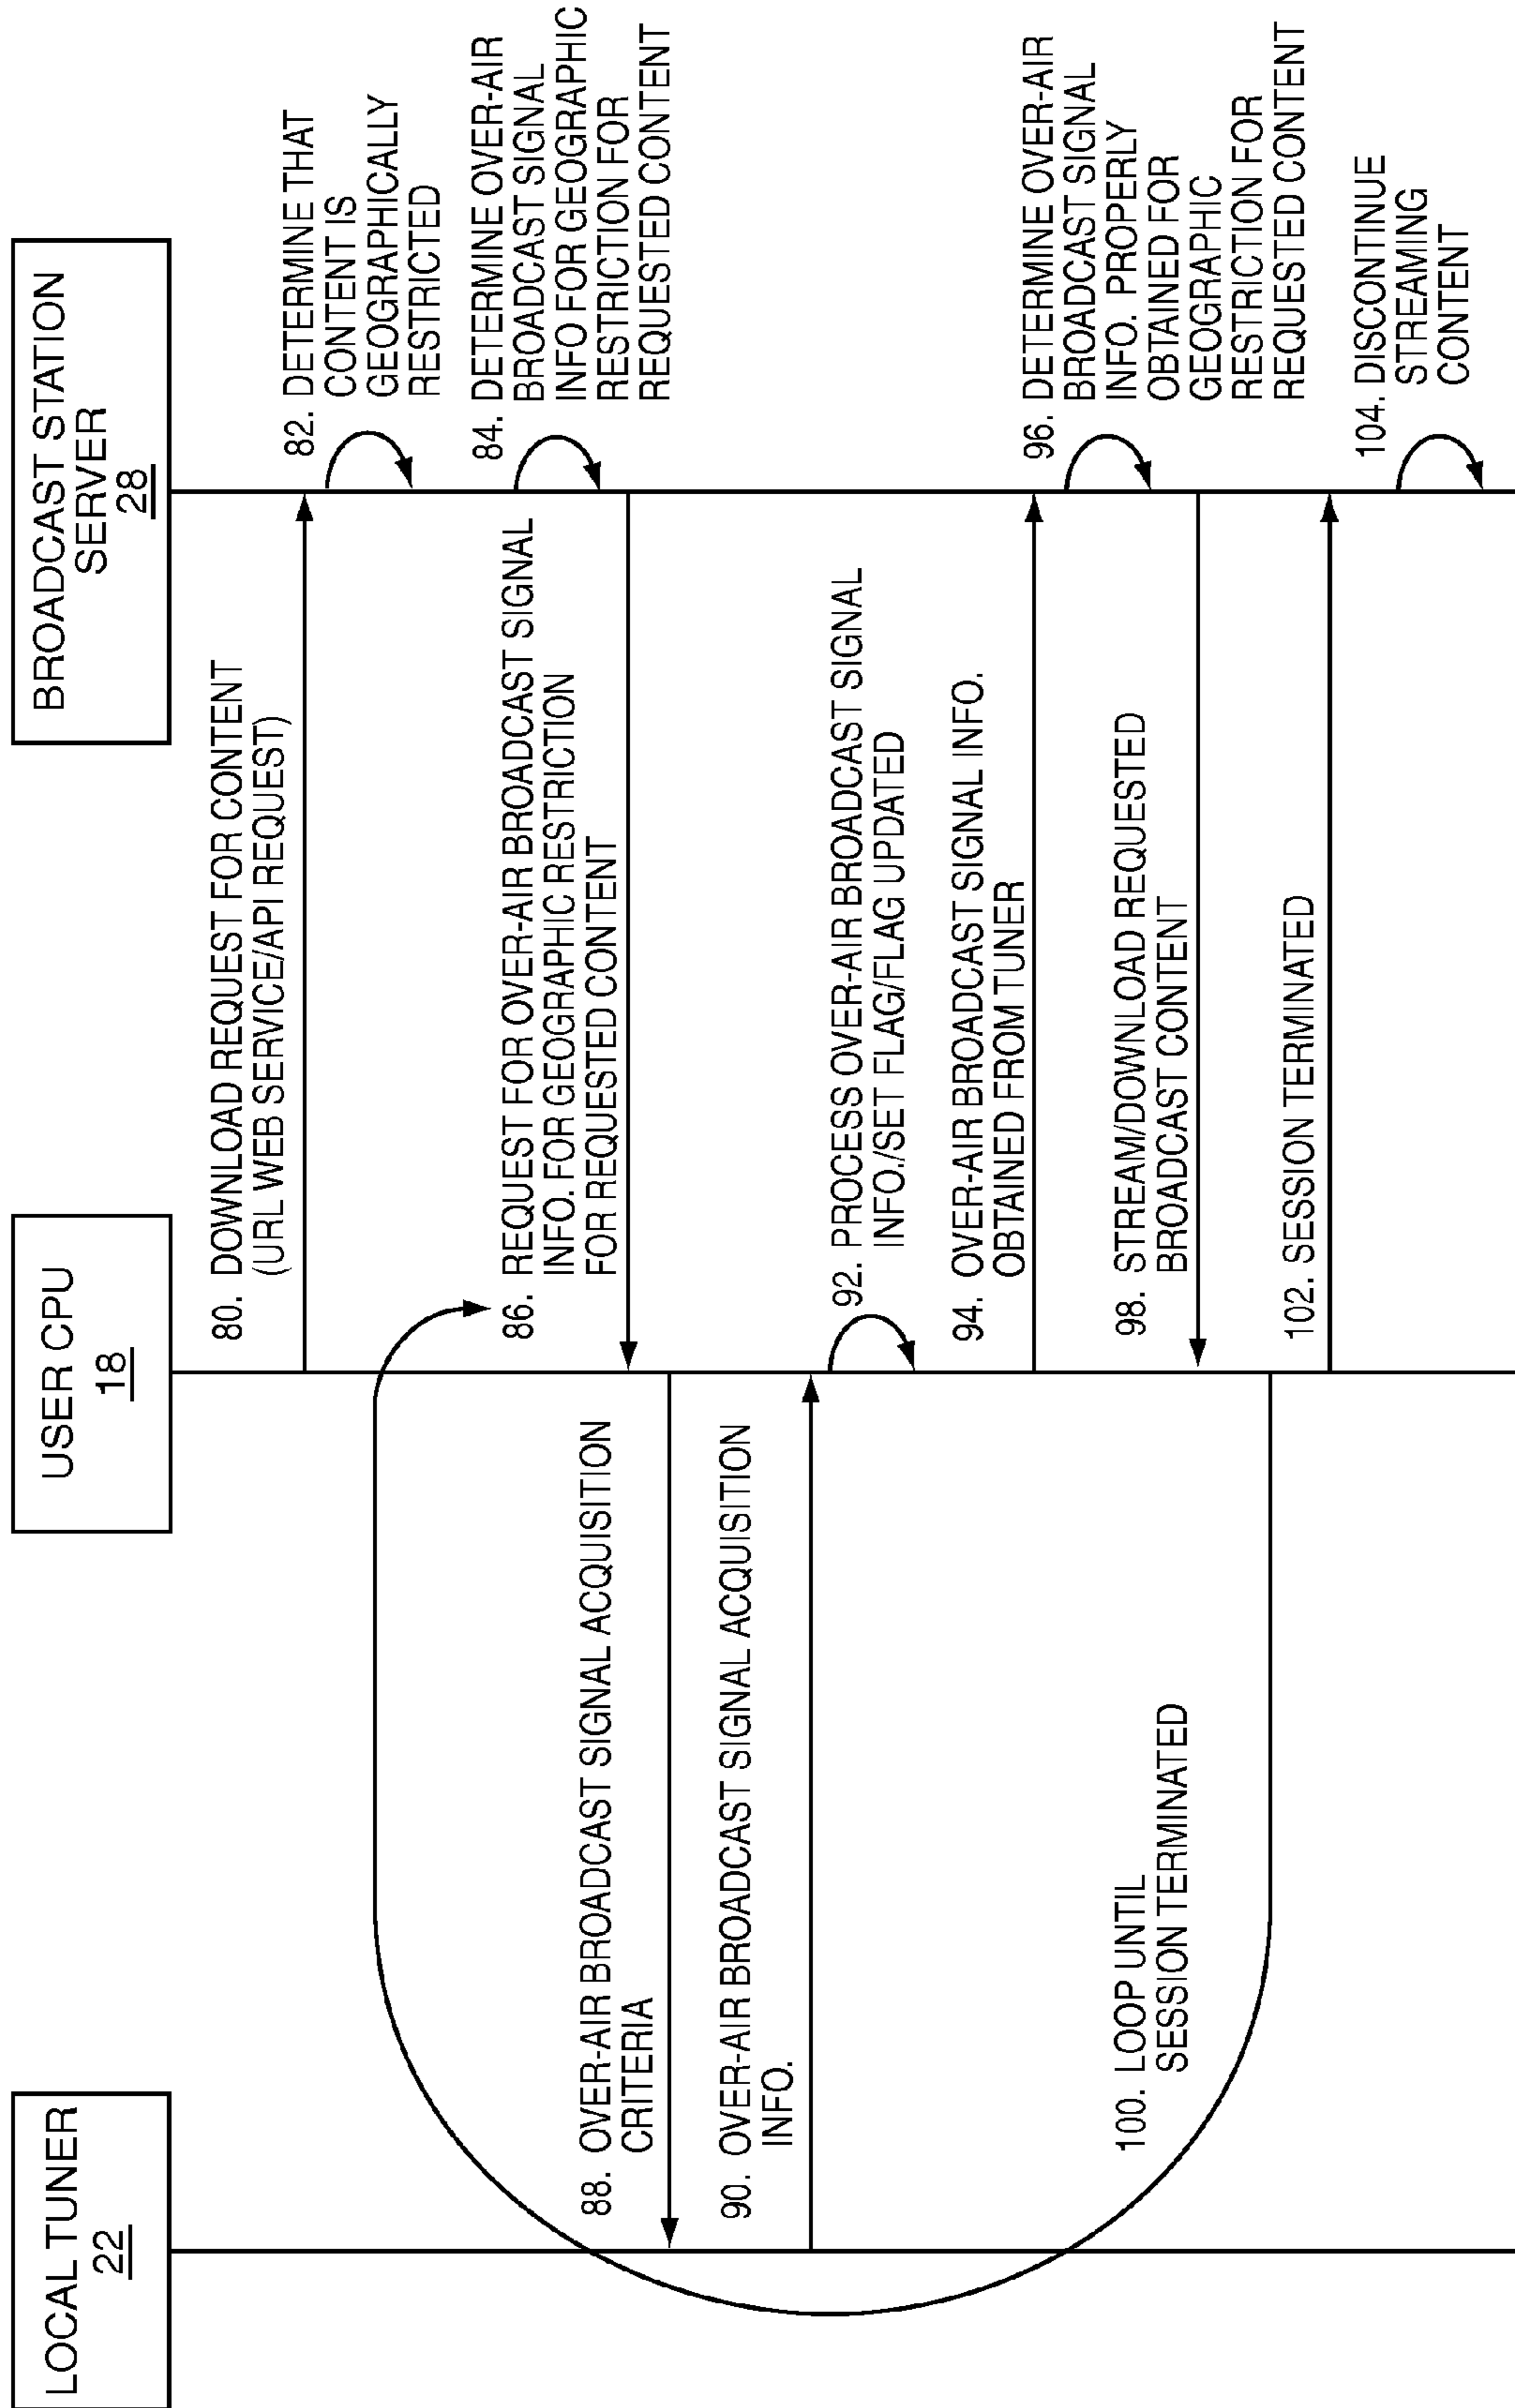 LOCAL TUNER
22
USER CPU
18
BROADCAST STATION
SERVER
28
80. DOWNLOAD REQUEST FOR CONTENT
(URL WEB SERVICE/API REQUEST)
82. DETERMINE THAT
CONTENT IS
GEOGRAPHICALLY
RESTRICTED
84. DETERMINE OVER-AIR
BROADCAST SIGNAL
INFO FOR GEOGRAPHIC
RESTRICTION FOR
REQUESTED CONTENT
86. REQUEST FOR OVER-AIR BROADCAST SIGNAL
INFO. FOR GEOGRAPHIC RESTRICTION
FOR REQUESTED CONTENT
88. OVER-AIR BROADCAST SIGNAL ACQUISITION
CRITERIA
90. OVER-AIR BROADCAST SIGNAL ACQUISITION
INFO.
92. PROCESS OVER-AIR BROADCAST SIGNAL
INFO./SET FLAG/FLAG UPDATED
94. OVER-AIR BROADCAST SIGNAL INFO.
OBTAINED FROM TUNER
96. DETERMINE OVER-AIR
BROADCAST SIGNAL
INFO. PROPERLY
OBTAINED FOR
GEOGRAPHIC
RESTRICTION FOR
REQUESTED CONTENT
98. STREAM/DOWNLOAD REQUESTED
BROADCAST CONTENT
100. LOOP UNTIL
SESSION TERMINATED
102. SESSION TERMINATED
104. DISCONTINUE
STREAMING
CONTENT